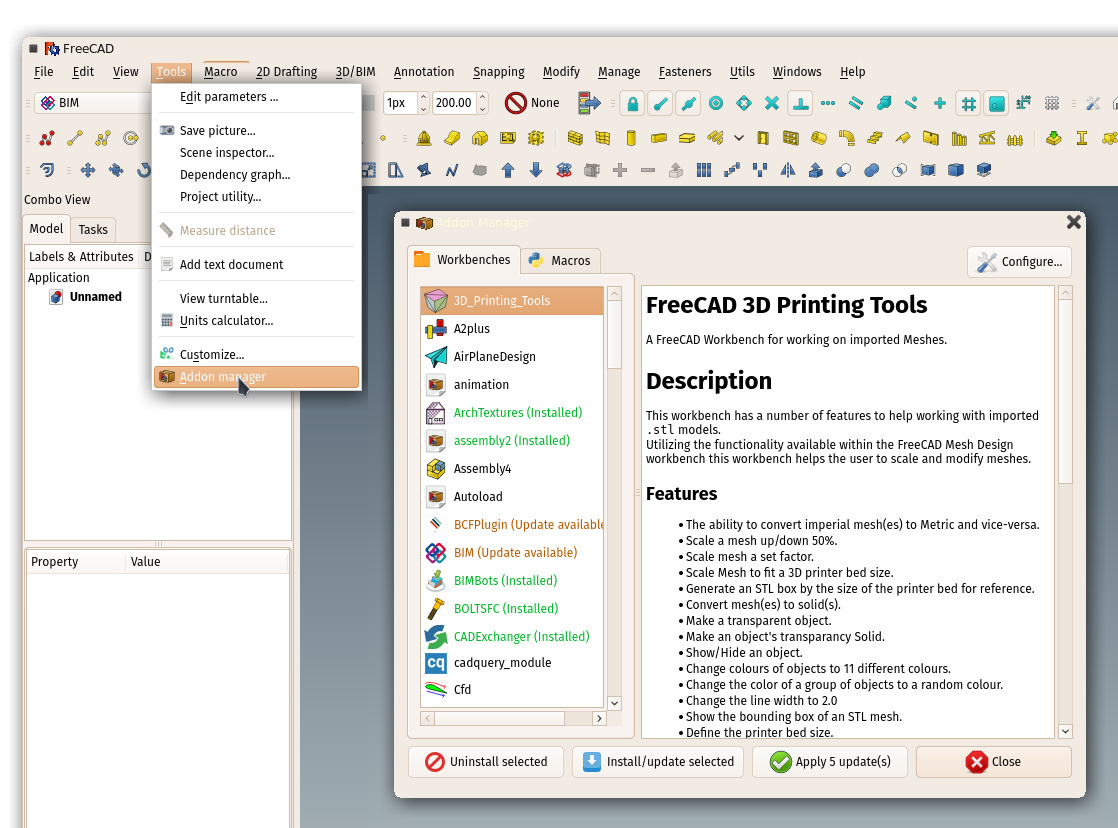 FreeCAD
File Edit View Tools Macro 2D Drafting 3D/BIM Annotation Snapping Modify Manage Fasteners Utils Windows Help
BIM
1px 200.00 None
Edit parameters ...
Save picture...
Scene inspector...
Dependency graph...
Project utility...
Measure distance
Add text document
View turntable...
Units calculator...
Customize...
Addon manager
Combo View
Model Tasks
Labels & Attributes D
Application
Unnamed
Property Value
Addon Manager
Workbenches Macros
Configure...
3D_Printing_Tools
A2plus
AirPlaneDesign
animation
ArchTextures (Installed)
assembly2 (Installed)
Assembly4
Autoload
BCFPlugin (Update available
BIM (Update available)
BIMBots (Installed)
BOLTSFC (Installed)
CADExchanger (Installed)
cq cadquery_module
Cfd
FreeCAD 3D Printing Tools
A FreeCAD Workbench for working on imported Meshes.
Description
This workbench has a number of features to help working with imported
.stl models.
Utilizing the functionality available within the FreeCAD Mesh Design
workbench this workbench helps the user to scale and modify meshes.
Features
• The ability to convert imperial mesh(es) to Metric and vice-versa.
• Scale a mesh up/down 50%.
• Scale mesh a set factor.
• Scale Mesh to fit a 3D printer bed size.
• Generate an STL box by the size of the printer bed for reference.
• Convert mesh(es) to solid(s).
• Make a transparent object.
• Make an object's transparancy Solid.
• Show/Hide an object.
• Change colours of objects to 11 different colours.
• Change the color of a group of objects to a random colour.
• Change the line width to 2.0
• Show the bounding box of an STL mesh.
• Define the printer bed size.
Uninstall selected Install/update selected Apply 5 update(s) Close